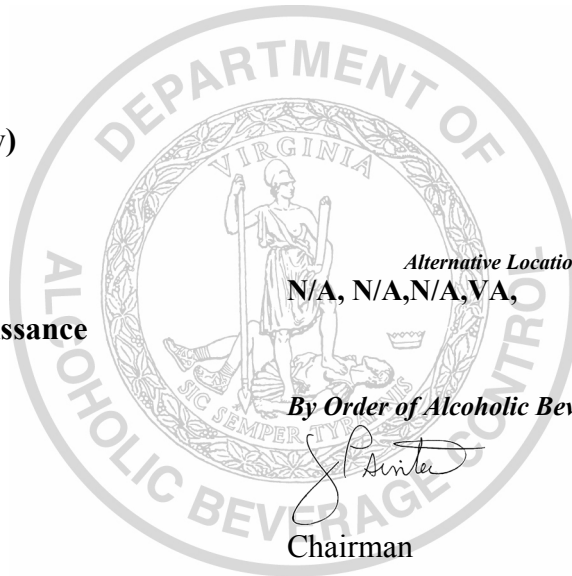 DEPARTMENT OF
ALCOHOLIC BEVERAGE CONTROL
VIRGINIA
SIC SEMPER TYRANNIS
y)
Alternative Locatio
N/A, N/A,N/A,VA,
ssance
By Order of Alcoholic Bev
Chairman